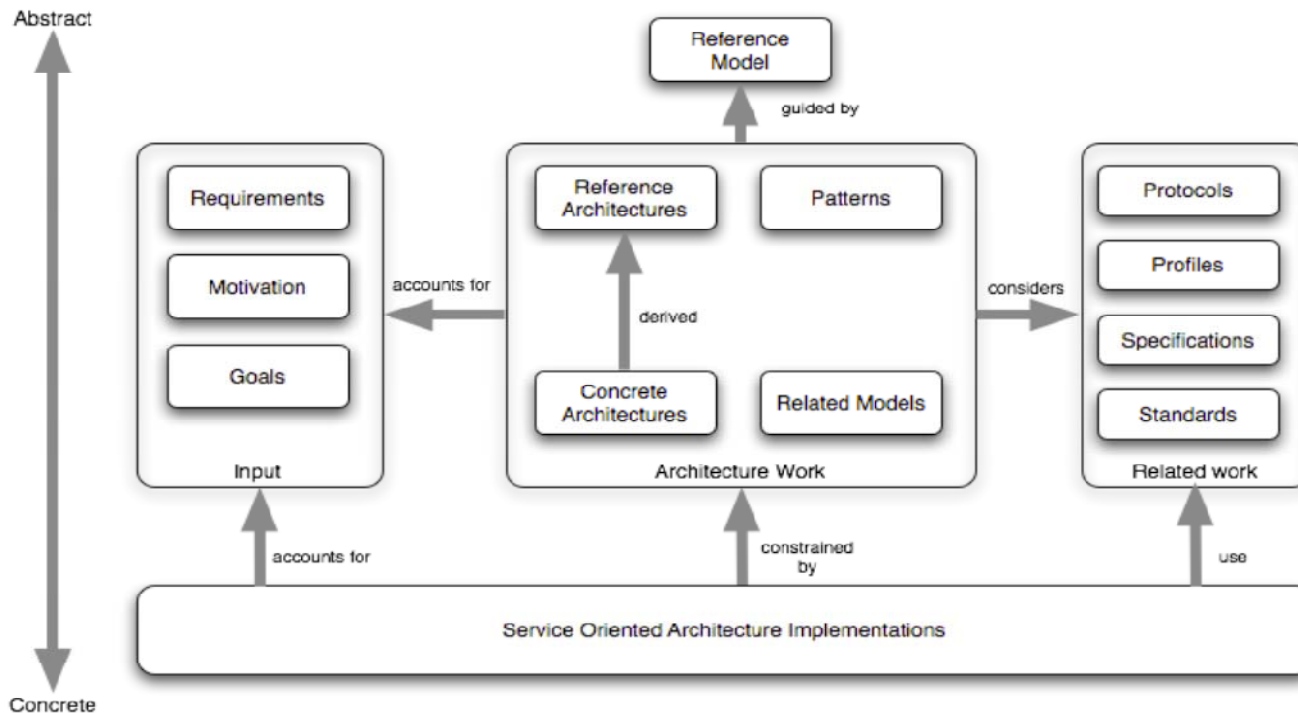 Abstract
Reference
Model
guided by
Requirements
Motivation
Goals
Input
accounts for
Reference
Architectures
Patterns
derived
Concrete
Architectures
Related Models
Architecture Work
considers
Protocols
Profiles
Specifications
Standards
Related work
accounts for
constrained
by
use
Service Oriented Architecture Implementations
Concrete